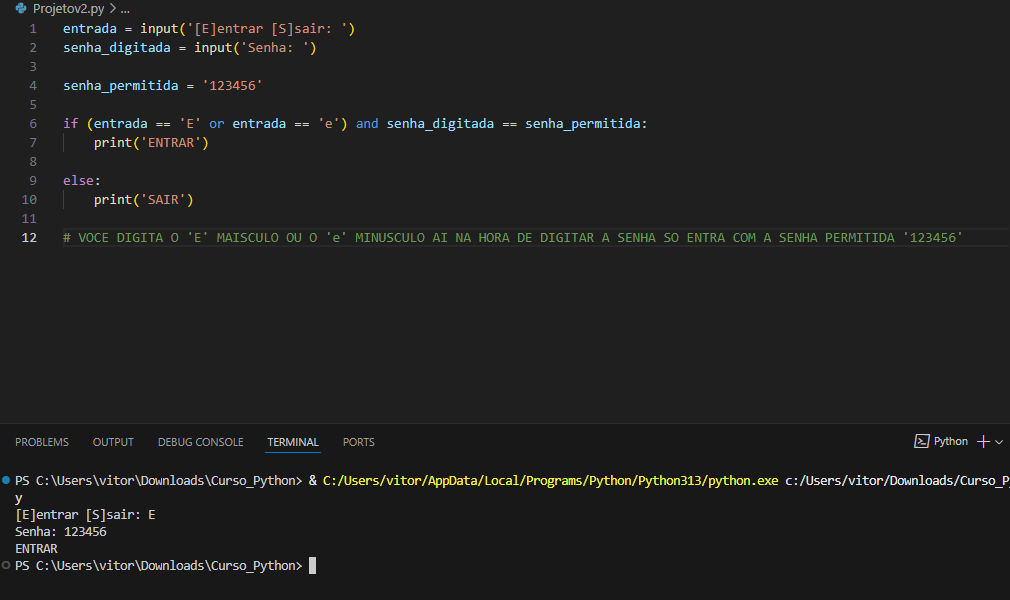 Projetov2.py > ...
1 entrada = input('[E]entrar [S]sair: ')
2 senha_digitada = input('Senha: ')
3
4 senha_permitida = '123456'
5
6 if (entrada == 'E' or entrada == 'e') and senha_digitada == senha_permitida:
7 print('ENTRAR')
8
9 else:
10 print('SAIR')
11
12 # VOCE DIGITA O 'E' MAISCULO OU O 'e' MINUSCULO AI NA HORA DE DIGITAR A SENHA SO ENTRA COM A SENHA PERMITIDA '123456'
PROBLEMS OUTPUT DEBUG CONSOLE TERMINAL PORTS Python
PS C:\Users\vitor\Downloads\Curso_Python> & C:/Users/vitor/AppData/Local/Programs/Python/Python313/python.exe c:/Users/vitor/Downloads/Curso_P
y
[E]entrar [S]sair: E
Senha: 123456
ENTRAR
PS C:\Users\vitor\Downloads\Curso_Python>